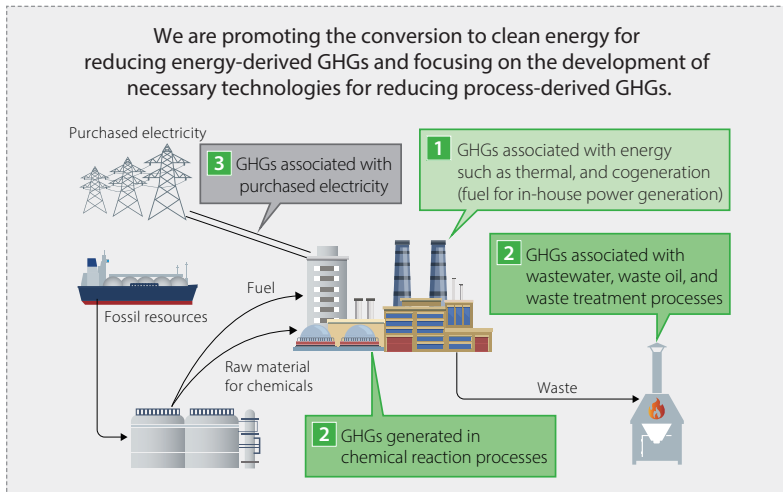 We are promoting the conversion to clean energy for
reducing energy-derived GHGs and focusing on the development of
necessary technologies for reducing process-derived GHGs.
Purchased electricity
3 GHGs associated with
purchased electricity
1 GHGs associated with energy
such as thermal, and cogeneration
(fuel for in-house power generation)
2 GHGs associated with
wastewater, waste oil, and
waste treatment processes
Fossil resources
Fuel
Raw material
for chemicals
Waste
2 GHGs generated in
chemical reaction processes